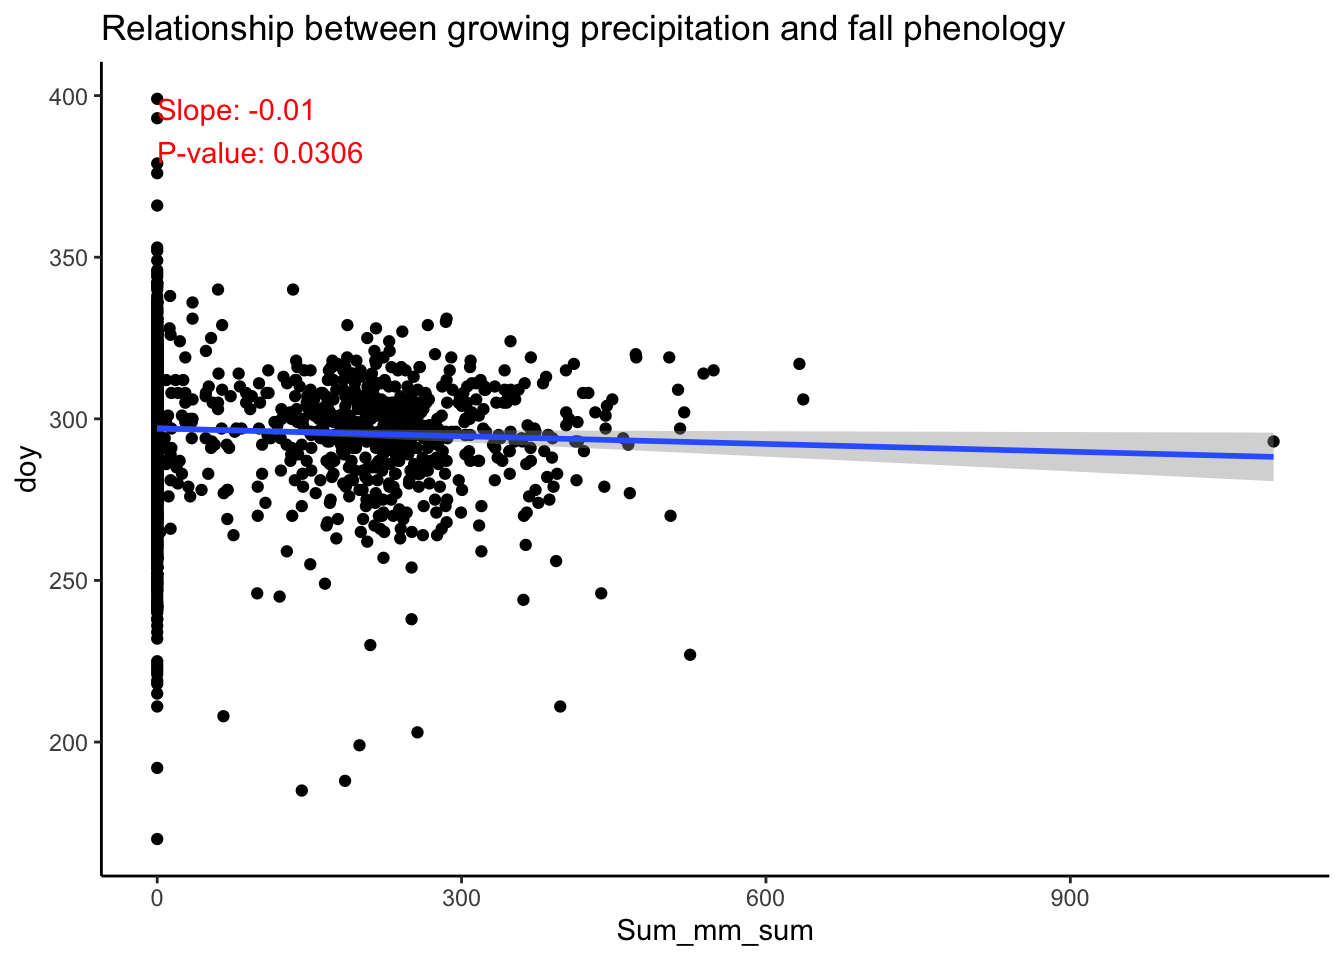 Relationship between growing precipitation and fall phenology
400
Slope: -0.01
P-value: 0.0306
350
300
doy
250
200
0 300 600 900
Sum_mm_sum